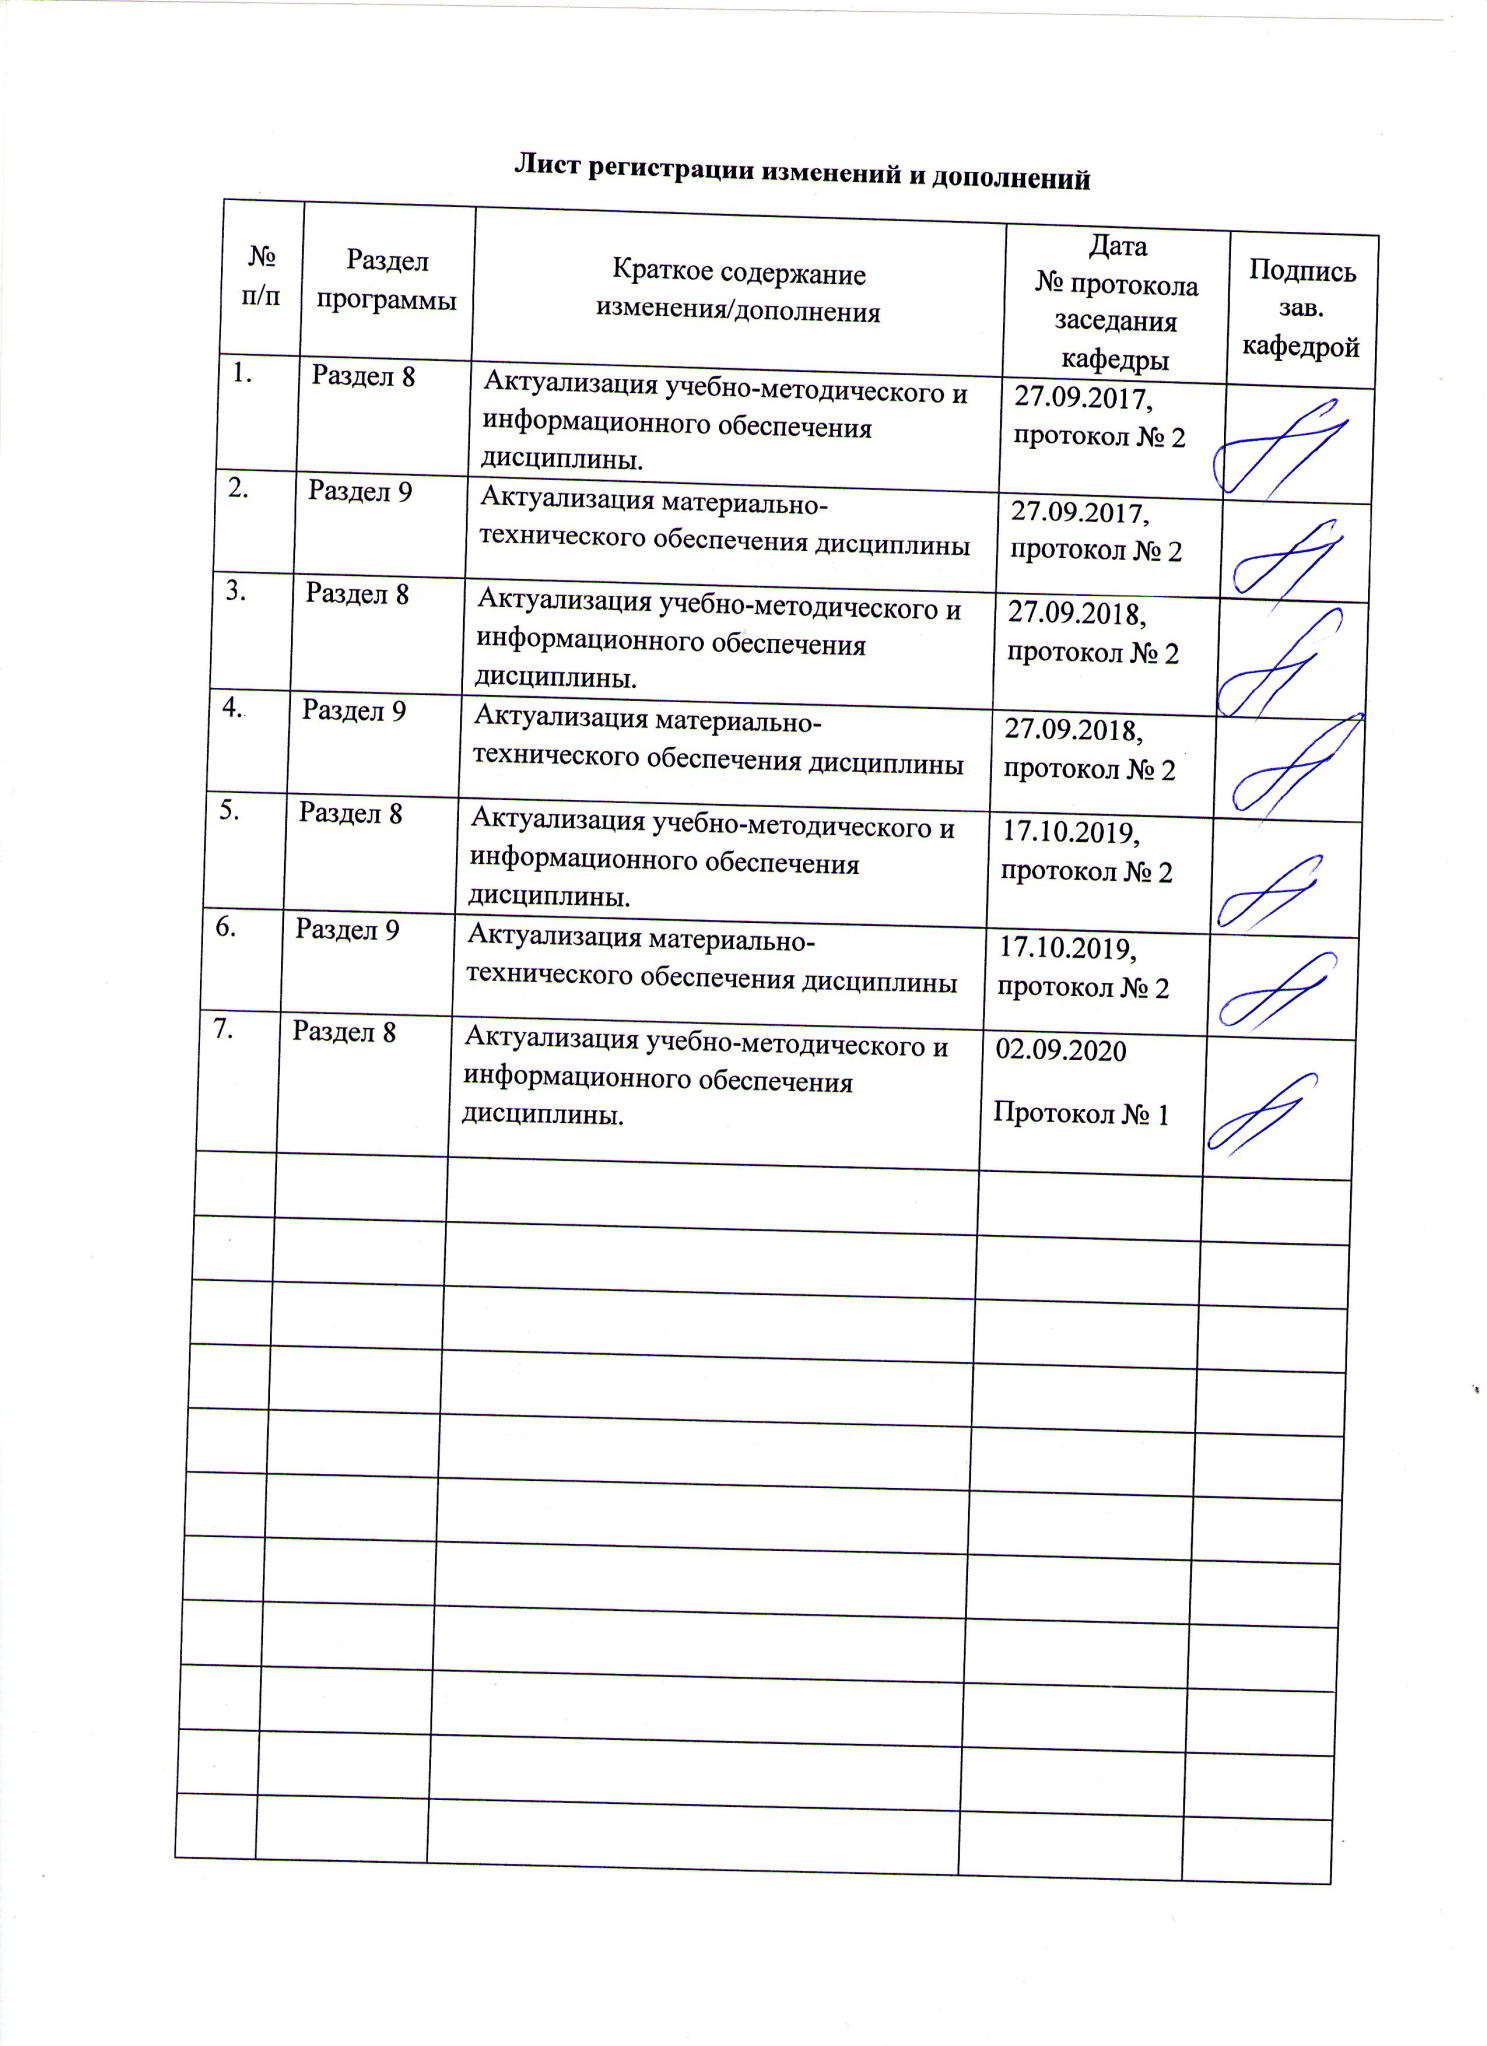 Лист регистрации изменений и дополнений
№
п/п
Раздел
программы
Краткое содержание
изменения/дополнения
Дата
№ протокола
заседания
кафедры
Подпись
зав.
кафедрой
1.
Раздел 8
Актуализация учебно-методического и
информационного обеспечения
дисциплины.
27.09.2017,
протокол № 2
2.
Раздел 9
Актуализация материально-
технического обеспечения дисциплины
27.09.2017,
протокол № 2
3.
Раздел 8
Актуализация учебно-методического и
информационного обеспечения
дисциплины.
27.09.2018,
протокол № 2
4.
Раздел 9
Актуализация материально-
технического обеспечения дисциплины
27.09.2018,
протокол № 2
5.
Раздел 8
Актуализация учебно-методического и
информационного обеспечения
дисциплины.
17.10.2019,
протокол № 2
6.
Раздел 9
Актуализация материально-
технического обеспечения дисциплины
17.10.2019,
протокол № 2
7.
Раздел 8
Актуализация учебно-методического и
информационного обеспечения
дисциплины.
02.09.2020
Протокол № 1